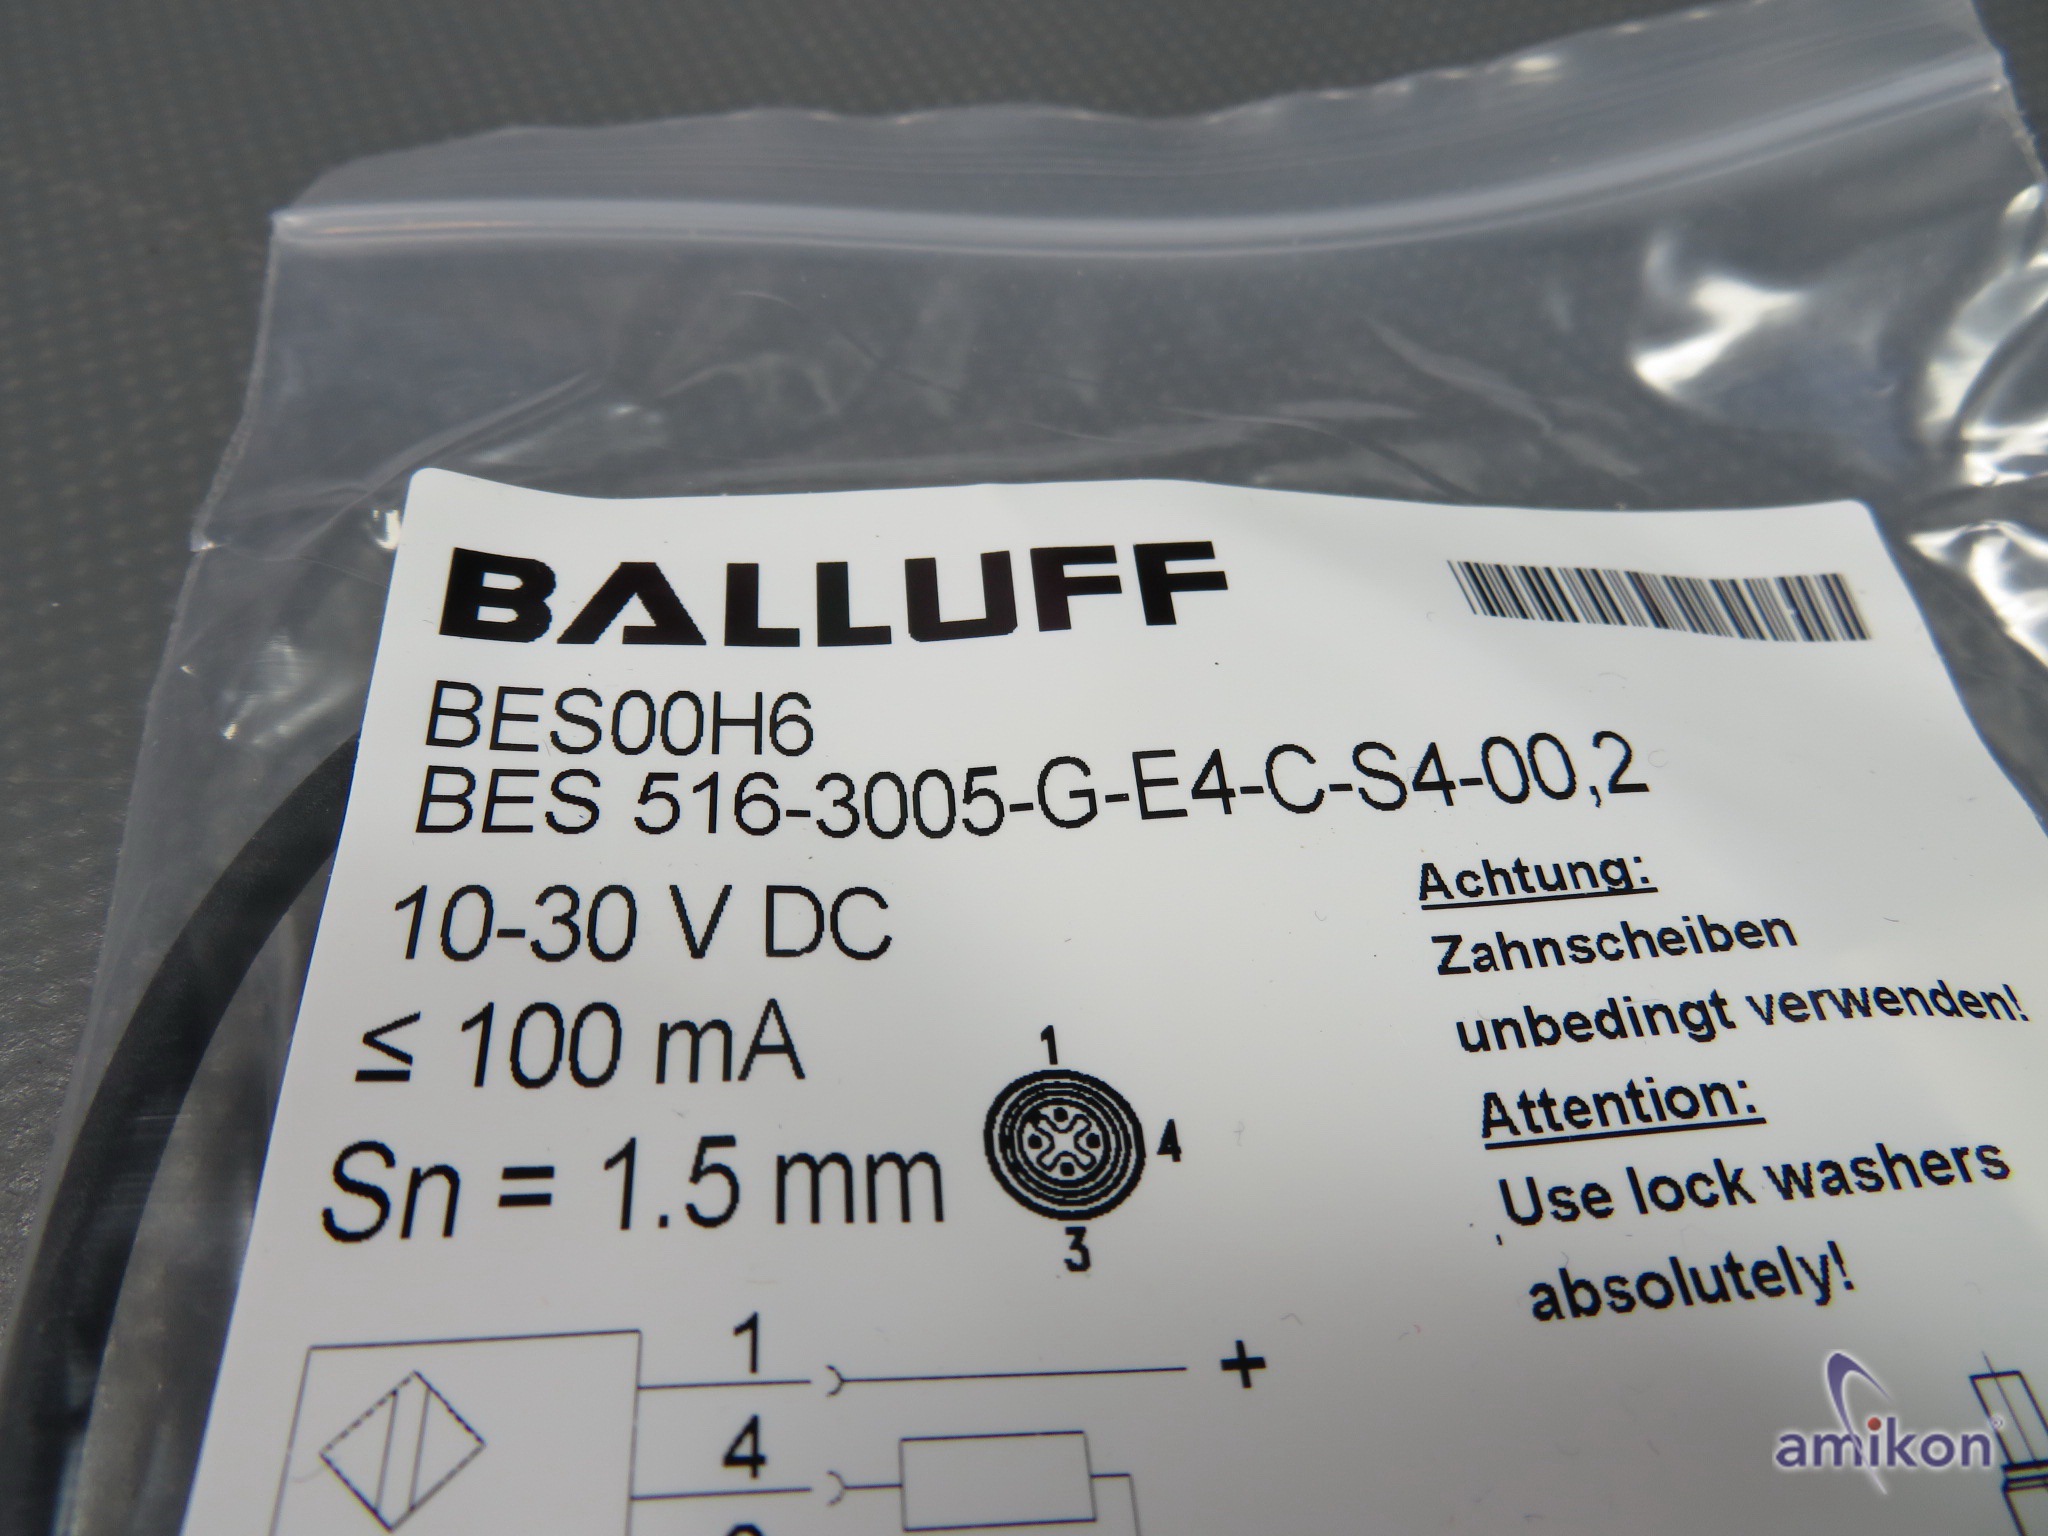 BALLUFF
BES00H6
BES 516-3005-G-E4-C-S4-00,2
10-30 V DC
≤ 100 mA
Sn = 1.5 mm
1
4
3
Achtung:
Zahnscheiben
unbedingt verwenden!
Attention:
Use lock washers
absolutely!
1
+
4
amikon